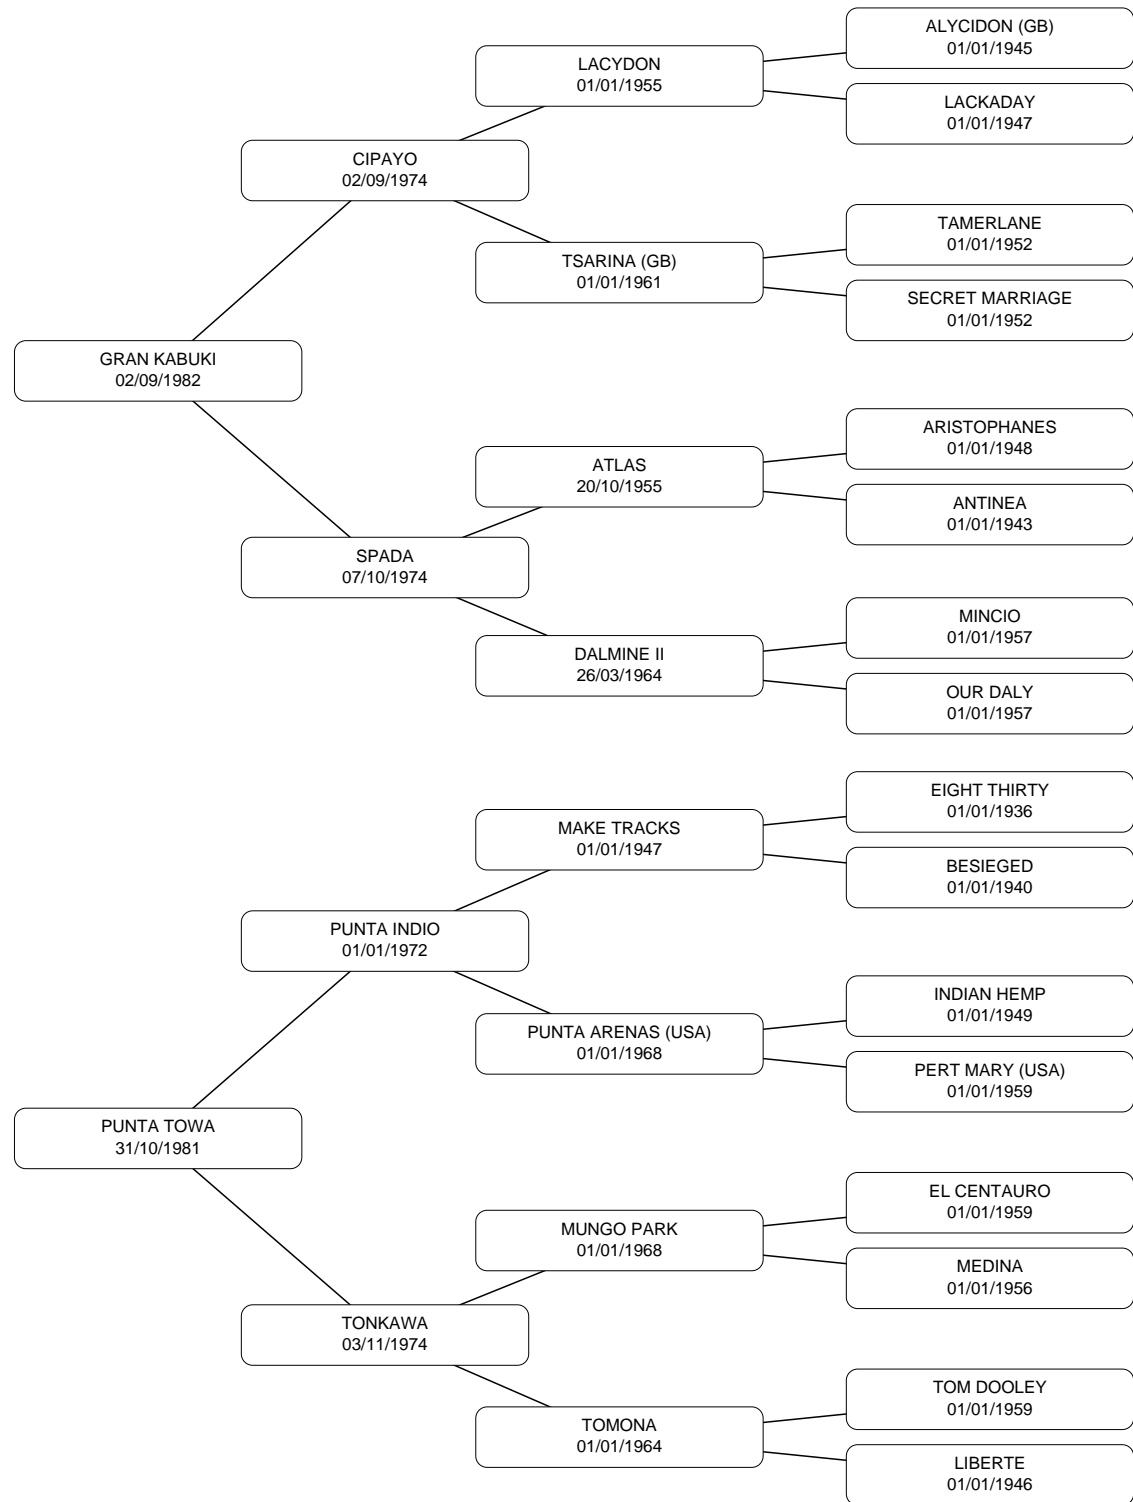 ALYCIDON (GB)
01/01/1945
LACYDON
01/01/1955
LACKADAY
01/01/1947
CIPAYO
02/09/1974
TAMERLANE
01/01/1952
TSARINA (GB)
01/01/1961
SECRET MARRIAGE
01/01/1952
GRAN KABUKI
02/09/1982
ARISTOPHANES
01/01/1948
ATLAS
20/10/1955
ANTINEA
01/01/1943
SPADA
07/10/1974
MINCIO
01/01/1957
DALMINE II
26/03/1964
OUR DALY
01/01/1957
EIGHT THIRTY
01/01/1936
MAKE TRACKS
01/01/1947
BESIEGED
01/01/1940
PUNTA INDIO
01/01/1972
INDIAN HEMP
01/01/1949
PUNTA ARENAS (USA)
01/01/1968
PERT MARY (USA)
01/01/1959
PUNTA TOWA
31/10/1981
EL CENTAURO
01/01/1959
MUNGO PARK
01/01/1968
MEDINA
01/01/1956
TONKAWA
03/11/1974
TOM DOOLEY
01/01/1959
TOMONA
01/01/1964
LIBERTE
01/01/1946